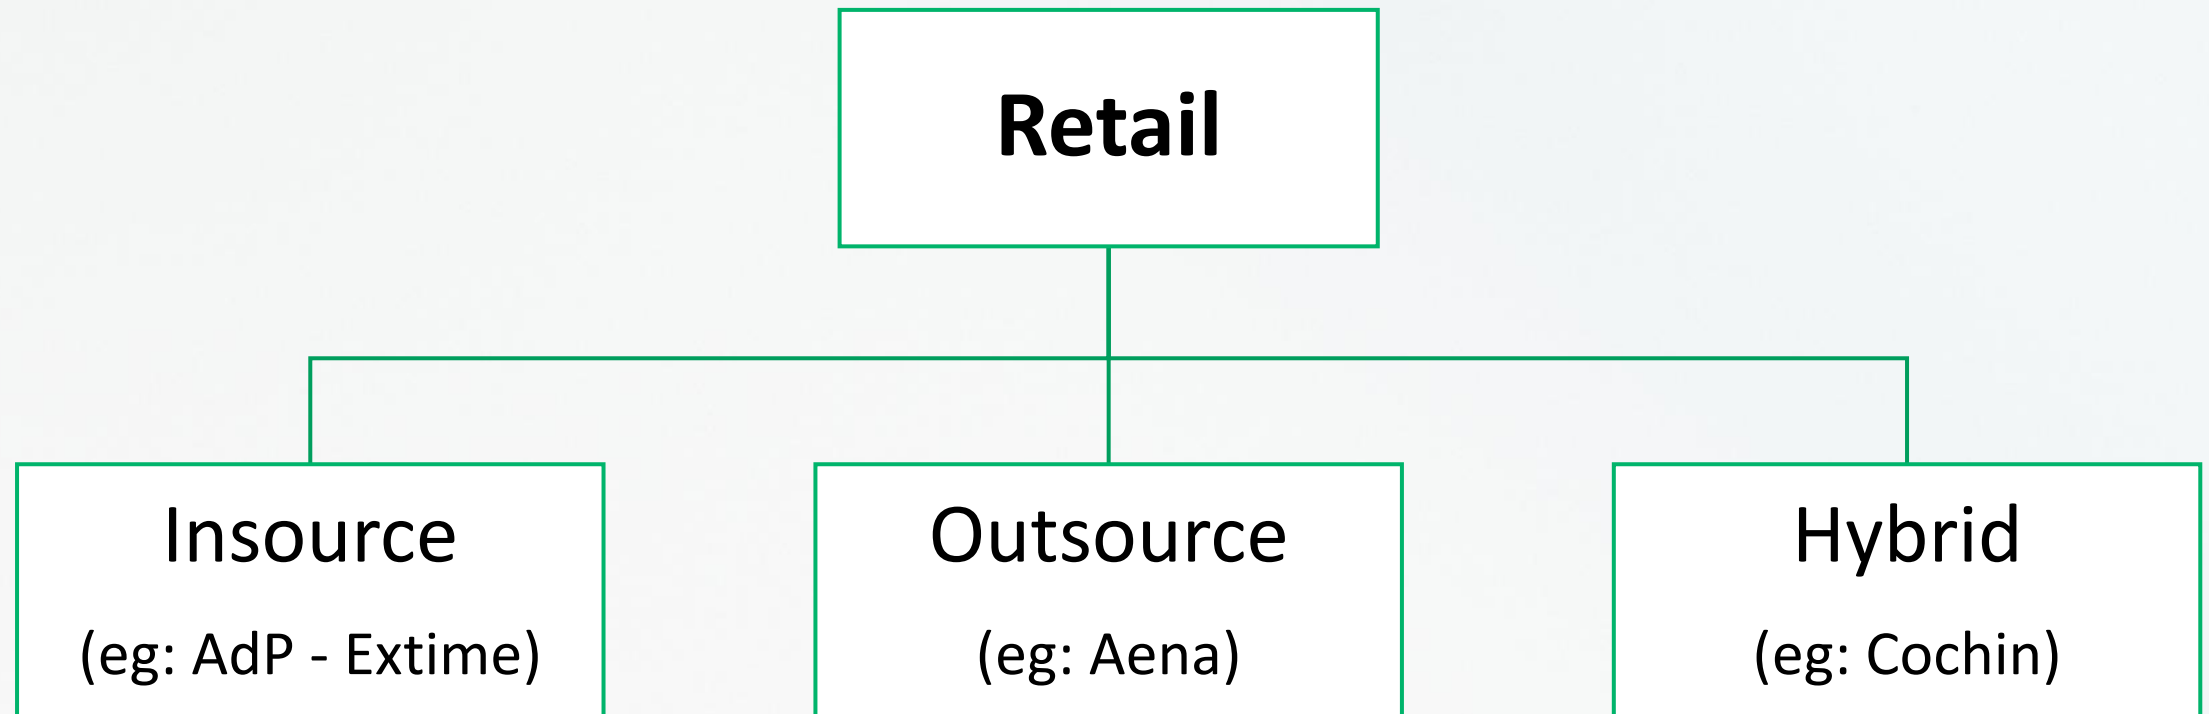 Retail
Insource
(eg: AdP - Extime)
Outsource
(eg: Aena)
Hybrid
(eg: Cochin)